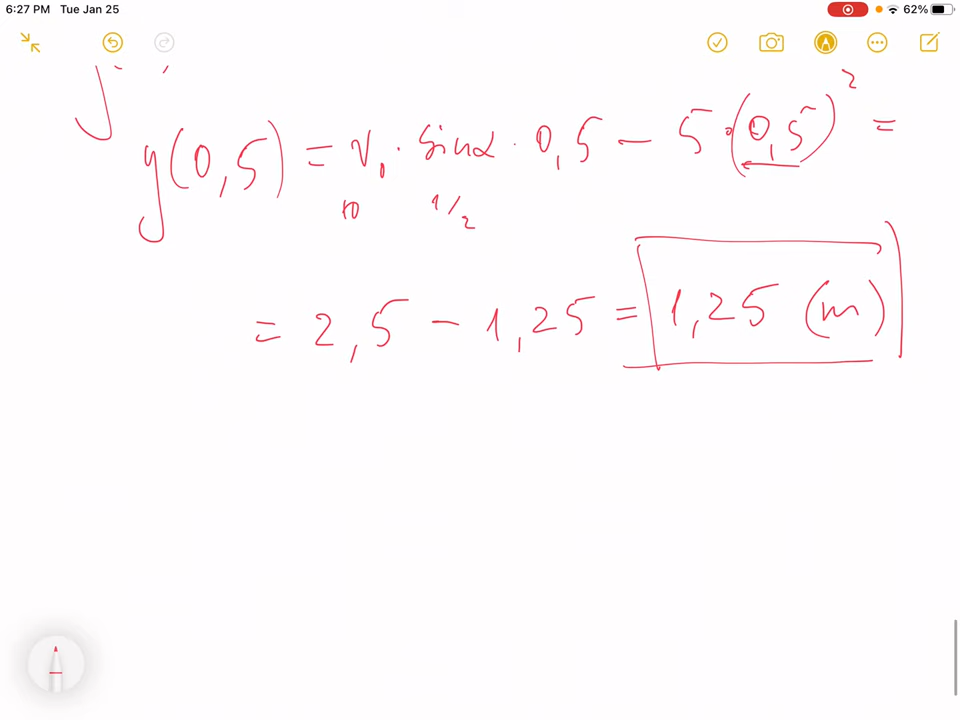 6:27 PM Tue Jan 25 62%
y(0,5) = V₀ · sinα · 0,5 − 5 · (0,5)² =
10 1/2
= 2,5 − 1,25 = 1,25 (m)